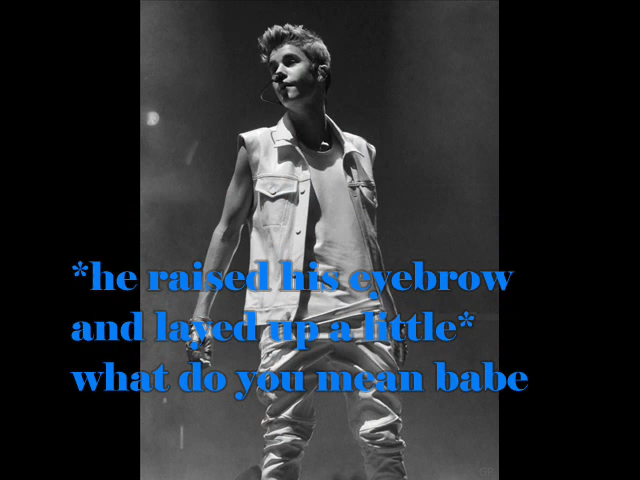 *he raised his eyebrow
and layed up a little*
what do you mean babe